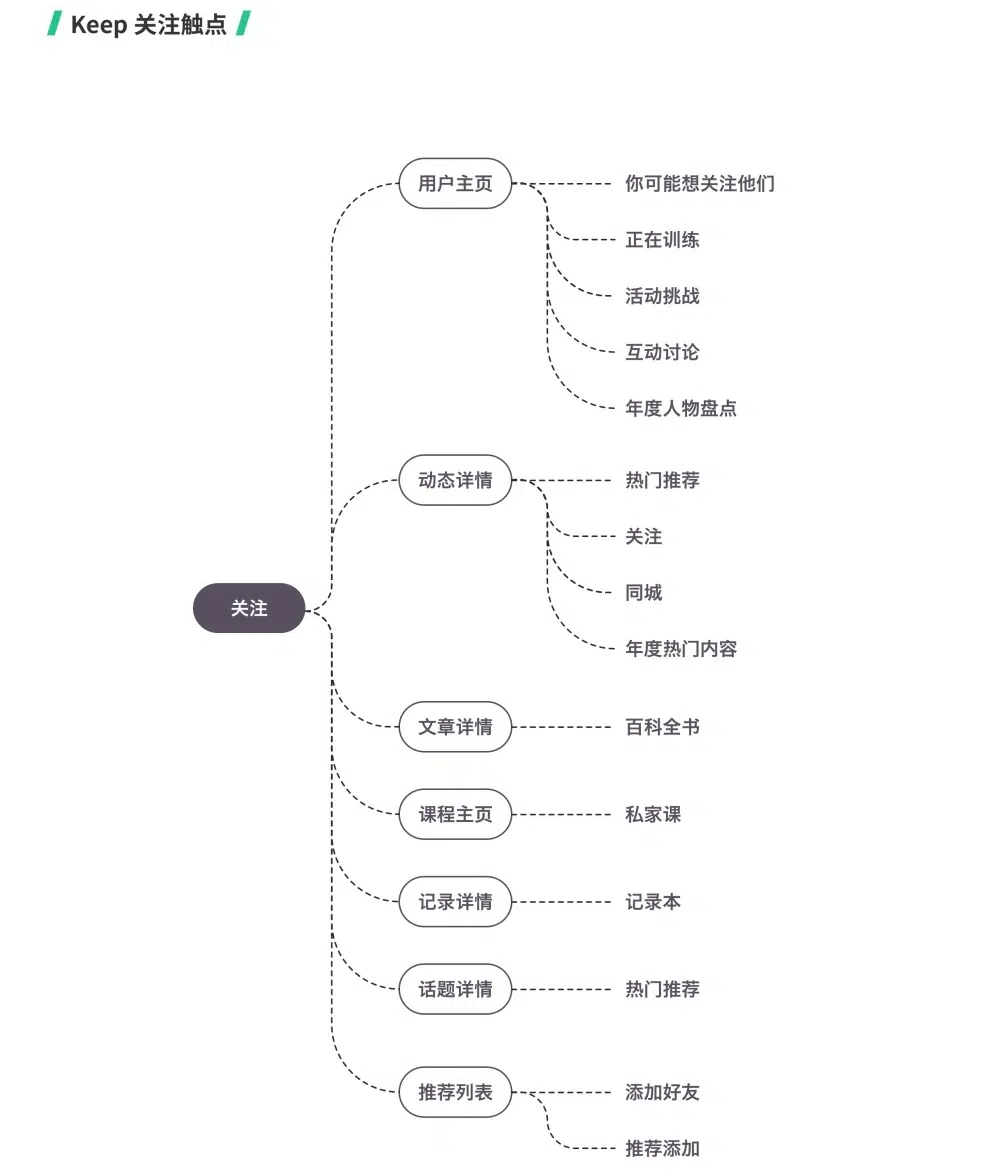 Keep 关注触点
用户主页
你可能想关注他们
正在训练
活动挑战
互动讨论
年度人物盘点
动态详情
热门推荐
关注
同城
年度热门内容
关注
文章详情
百科全书
课程主页
私家课
记录详情
记录本
话题详情
热门推荐
推荐列表
添加好友
推荐添加